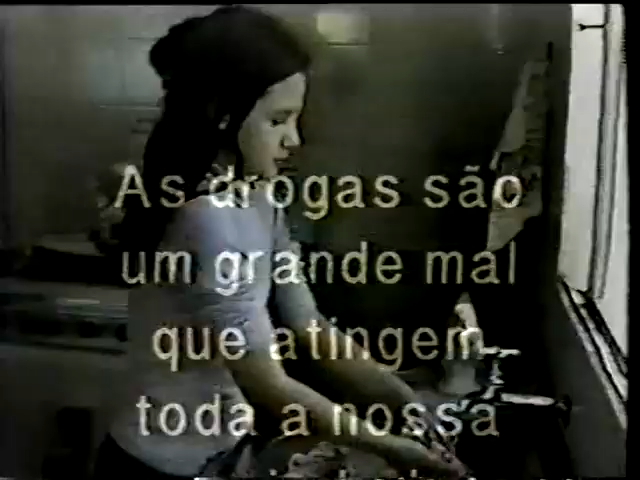 As drogas são
um grande mal
que atingem
toda a nossa